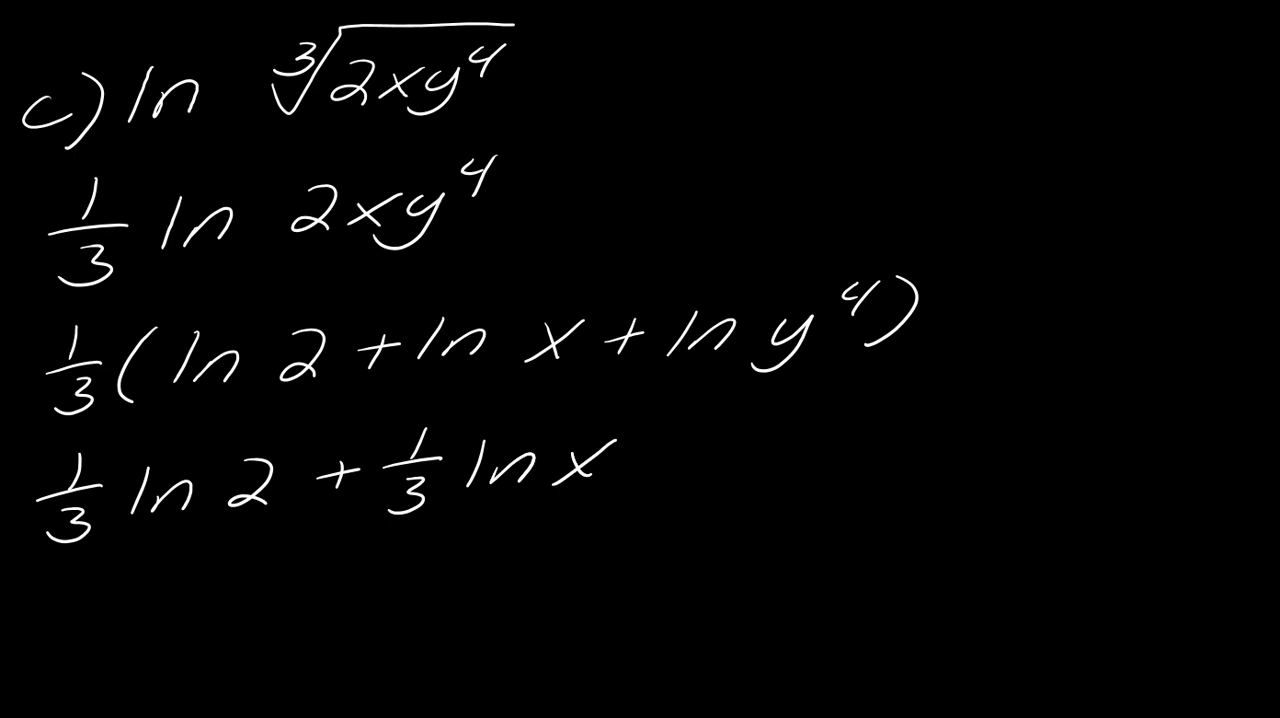 c) ln ∛(2xy⁴)
1/3 ln 2xy⁴
1/3 (ln 2 + ln x + ln y⁴)
1/3 ln 2 + 1/3 ln x